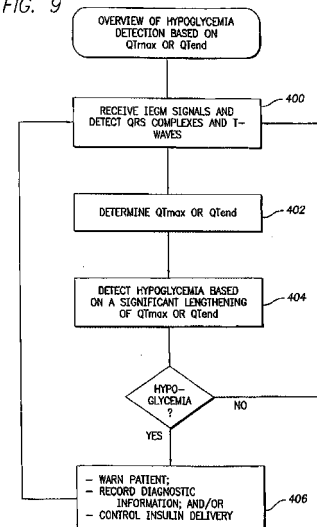 FIG. 9
OVERVIEW OF HYPOGLYCEMIA
DETECTION BASED ON
QTmax OR QTend
400
RECEIVE IEGM SIGNALS AND
DETECT QRS COMPLEXES AND T-
WAVES
DETERMINE QTmax OR QTend
402
DETECT HYPOGLYCEMIA BASED
ON A SIGNIFICANT LENGTHENING
OF QTmax OR QTend
404
HYPO-
GLYCEMIA
?
NO
YES
- WARN PATIENT;
- RECORD DIAGNOSTIC
INFORMATION; AND/OR
- CONTROL INSULIN DELIVERY
406